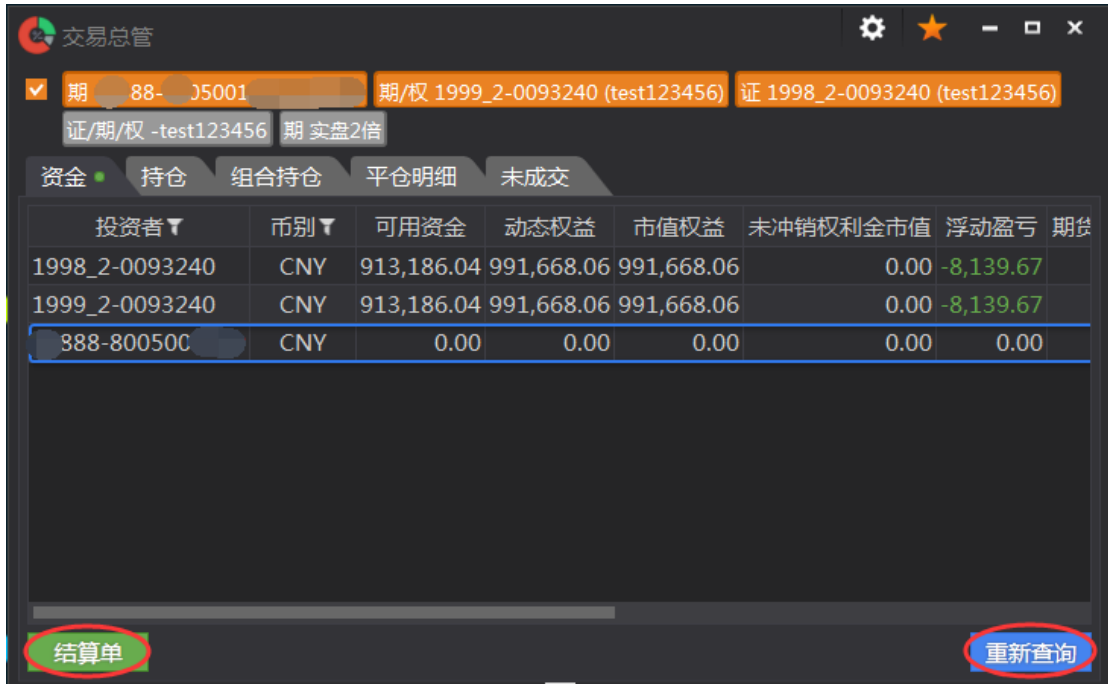 交易总管
期 88- 05001 期/权 1999_2-0093240 (test123456) 证 1998_2-0093240 (test123456)
证/期/权 -test123456 期 实盘2倍
资金 持仓 组合持仓 平仓明细 未成交
投资者 币别 可用资金 动态权益 市值权益 未冲销权利金市值 浮动盈亏 期货
1998_2-0093240 CNY 913,186.04 991,668.06 991,668.06 0.00 -8,139.67
1999_2-0093240 CNY 913,186.04 991,668.06 991,668.06 0.00 -8,139.67
888-800500 CNY 0.00 0.00 0.00 0.00 0.00
结算单 重新查询